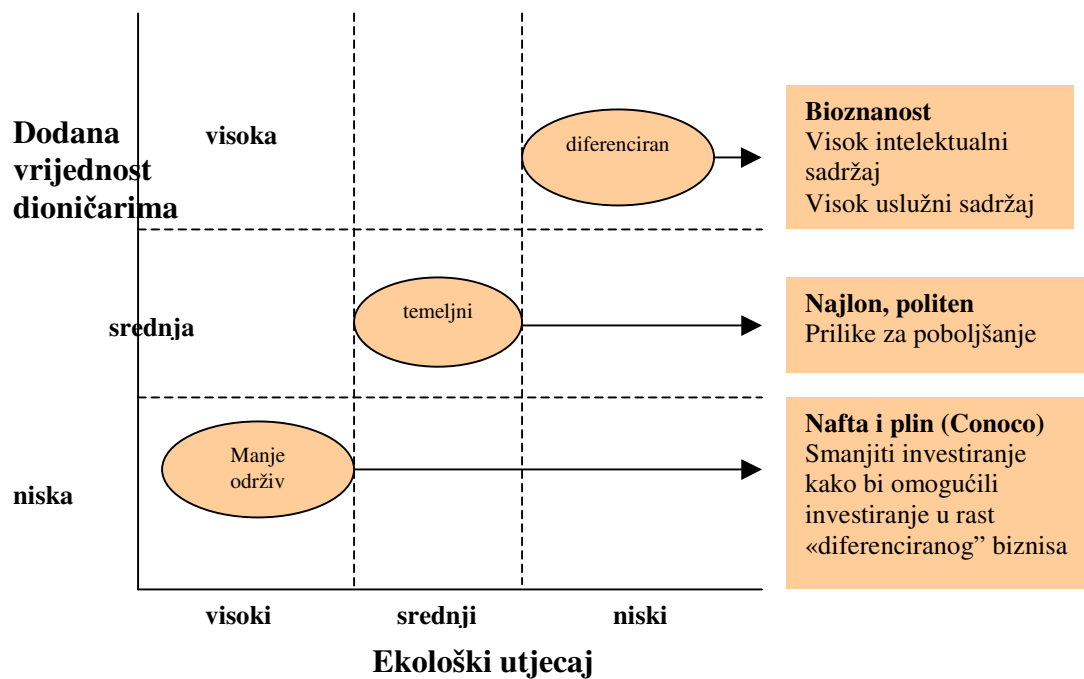 Dodana
vrijednost
dioničarima
visoka
diferenciran
Bioznanost
Visok intelektualni
sadržaj
Visok uslužni sadržaj
srednja
temeljni
Najlon, politen
Prilike za poboljšanje
niska
Manje
održiv
Nafta i plin (Conoco)
Smanjiti investiranje
kako bi omogućili
investiranje u rast
«diferenciranog” biznisa
visoki srednji niski
Ekološki utjecaj